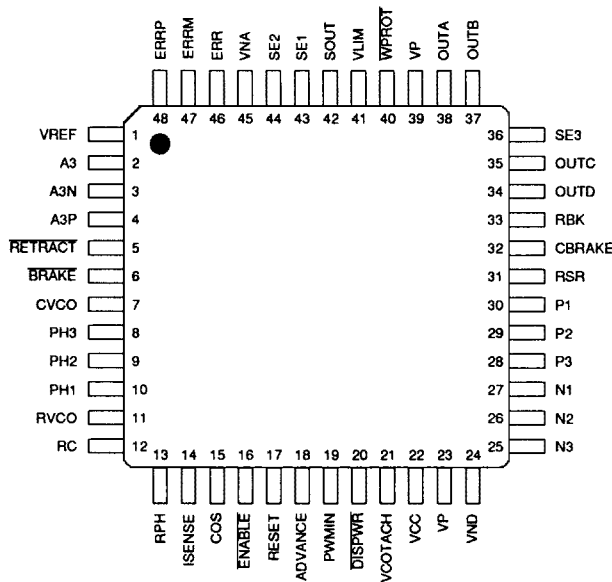 ERRP
ERRM
ERR
VNA
SE2
SE1
SOUT
VLIM
WPROT
VP
OUTA
OUTB
48 47 46 45 44 43 42 41 40 39 38 37
VREF 1
A3 2
A3N 3
A3P 4
RETRACT 5
BRAKE 6
CVCO 7
PH3 8
PH2 9
PH1 10
RVCO 11
RC 12
36 SE3
35 OUTC
34 OUTD
33 RBK
32 CBRAKE
31 RSR
30 P1
29 P2
28 P3
27 N1
26 N2
25 N3
13 14 15 16 17 18 19 20 21 22 23 24
RPH
ISENSE
COS
ENABLE
RESET
ADVANCE
PWMIN
DISPWR
VCOTACH
VCC
VP
VND